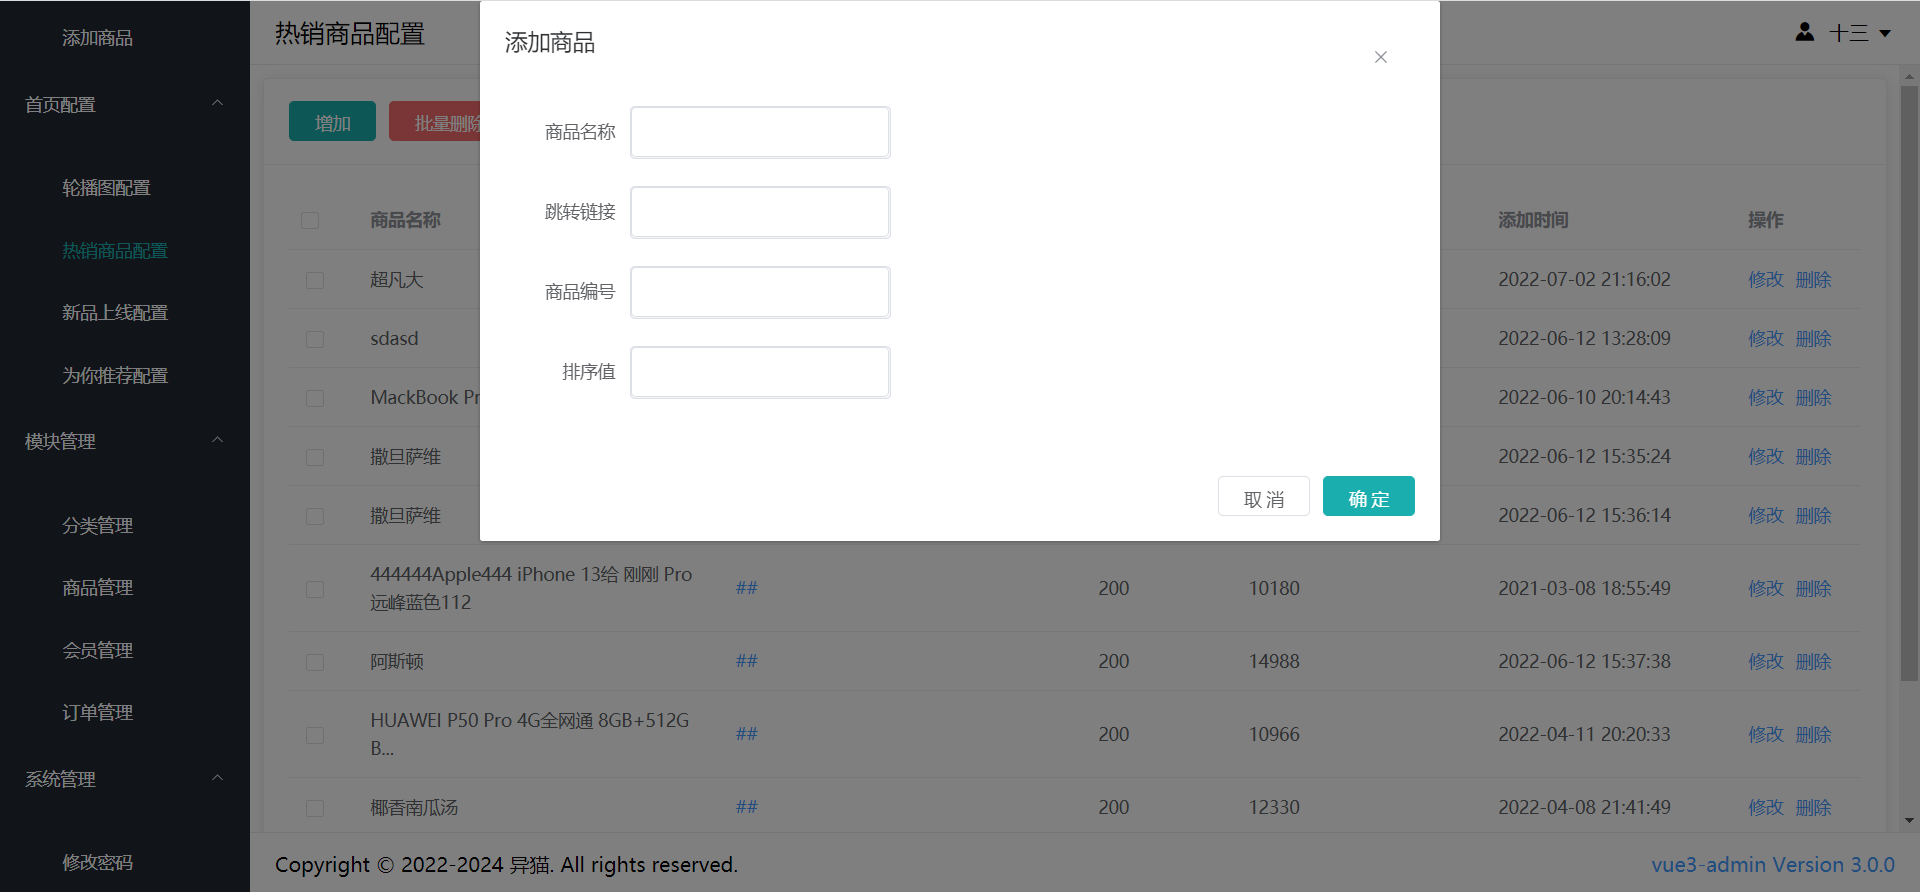 添加商品
首页配置
轮播图配置
热销商品配置
新品上线配置
为你推荐配置
模块管理
分类管理
商品管理
会员管理
订单管理
系统管理
修改密码
热销商品配置
十三
增加
批量删除
添加商品
商品名称
跳转链接
商品编号
排序值
取 消
确 定
商品名称 添加时间 操作
超凡大 2022-07-02 21:16:02 修改 删除
sdasd 2022-06-12 13:28:09 修改 删除
MackBook Pr 2022-06-10 20:14:43 修改 删除
撒旦萨维 2022-06-12 15:35:24 修改 删除
撒旦萨维 2022-06-12 15:36:14 修改 删除
444444Apple444 iPhone 13给 刚刚 Pro
远峰蓝色112 ## 200 10180 2021-03-08 18:55:49 修改 删除
阿斯顿 ## 200 14988 2022-06-12 15:37:38 修改 删除
HUAWEI P50 Pro 4G全网通 8GB+512G
B... ## 200 10966 2022-04-11 20:20:33 修改 删除
椰香南瓜汤 ## 200 12330 2022-04-08 21:41:49 修改 删除
Copyright © 2022-2024 异猫. All rights reserved.
vue3-admin Version 3.0.0